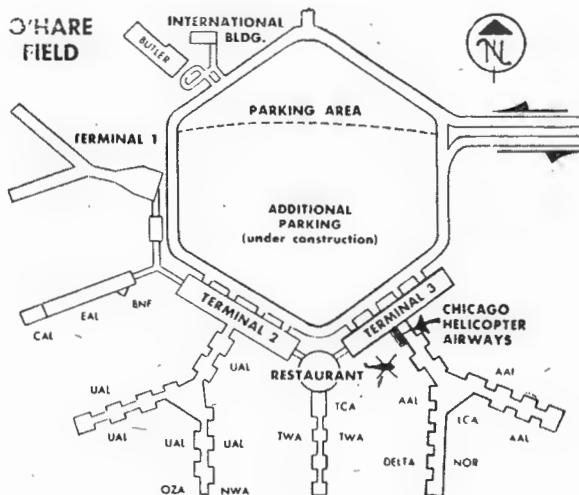 O'HARE
FIELD
INTERNATIONAL
BLDG.
BUTLER
N
PARKING AREA
TERMINAL 1
ADDITIONAL
PARKING
(under construction)
TERMINAL 2
TERMINAL 3
CHICAGO
HELICOPTER
AIRWAYS
RESTAURANT
CAL
EAL
BNF
UAL
UAL
UAL
UAL
UAL
OZA
NWA
TCA
TWA
TWA
AAL
AAL
LCA
AAL
DELTA
NOR